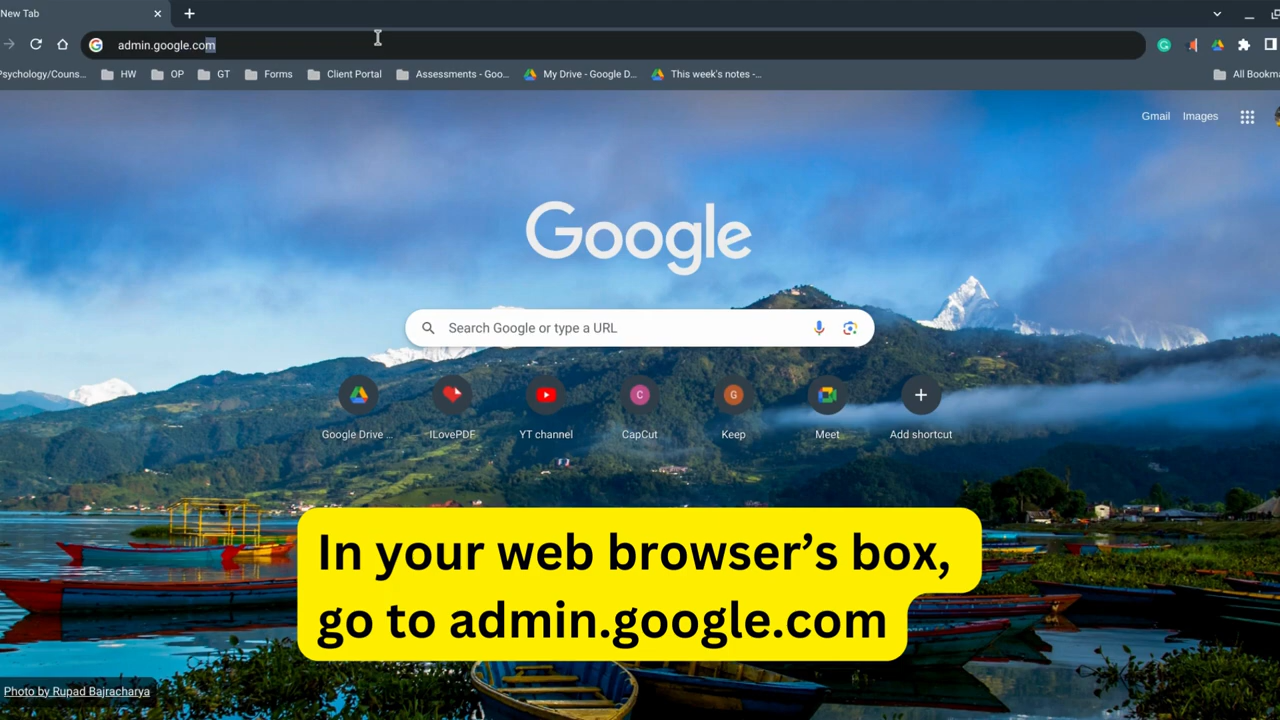 New Tab
admin.google.com
Psychology/Couns...
HW
OP
GT
Forms
Client Portal
Assessments - Goo...
My Drive - Google D...
This week's notes -...
All Bookma
Gmail
Images
Google
Search Google or type a URL
Google Drive ...
ILovePDF
YT channel
C
CapCut
G
Keep
Meet
Add shortcut
In your web browser’s box,
go to admin.google.com
Photo by Rupad Bajracharya